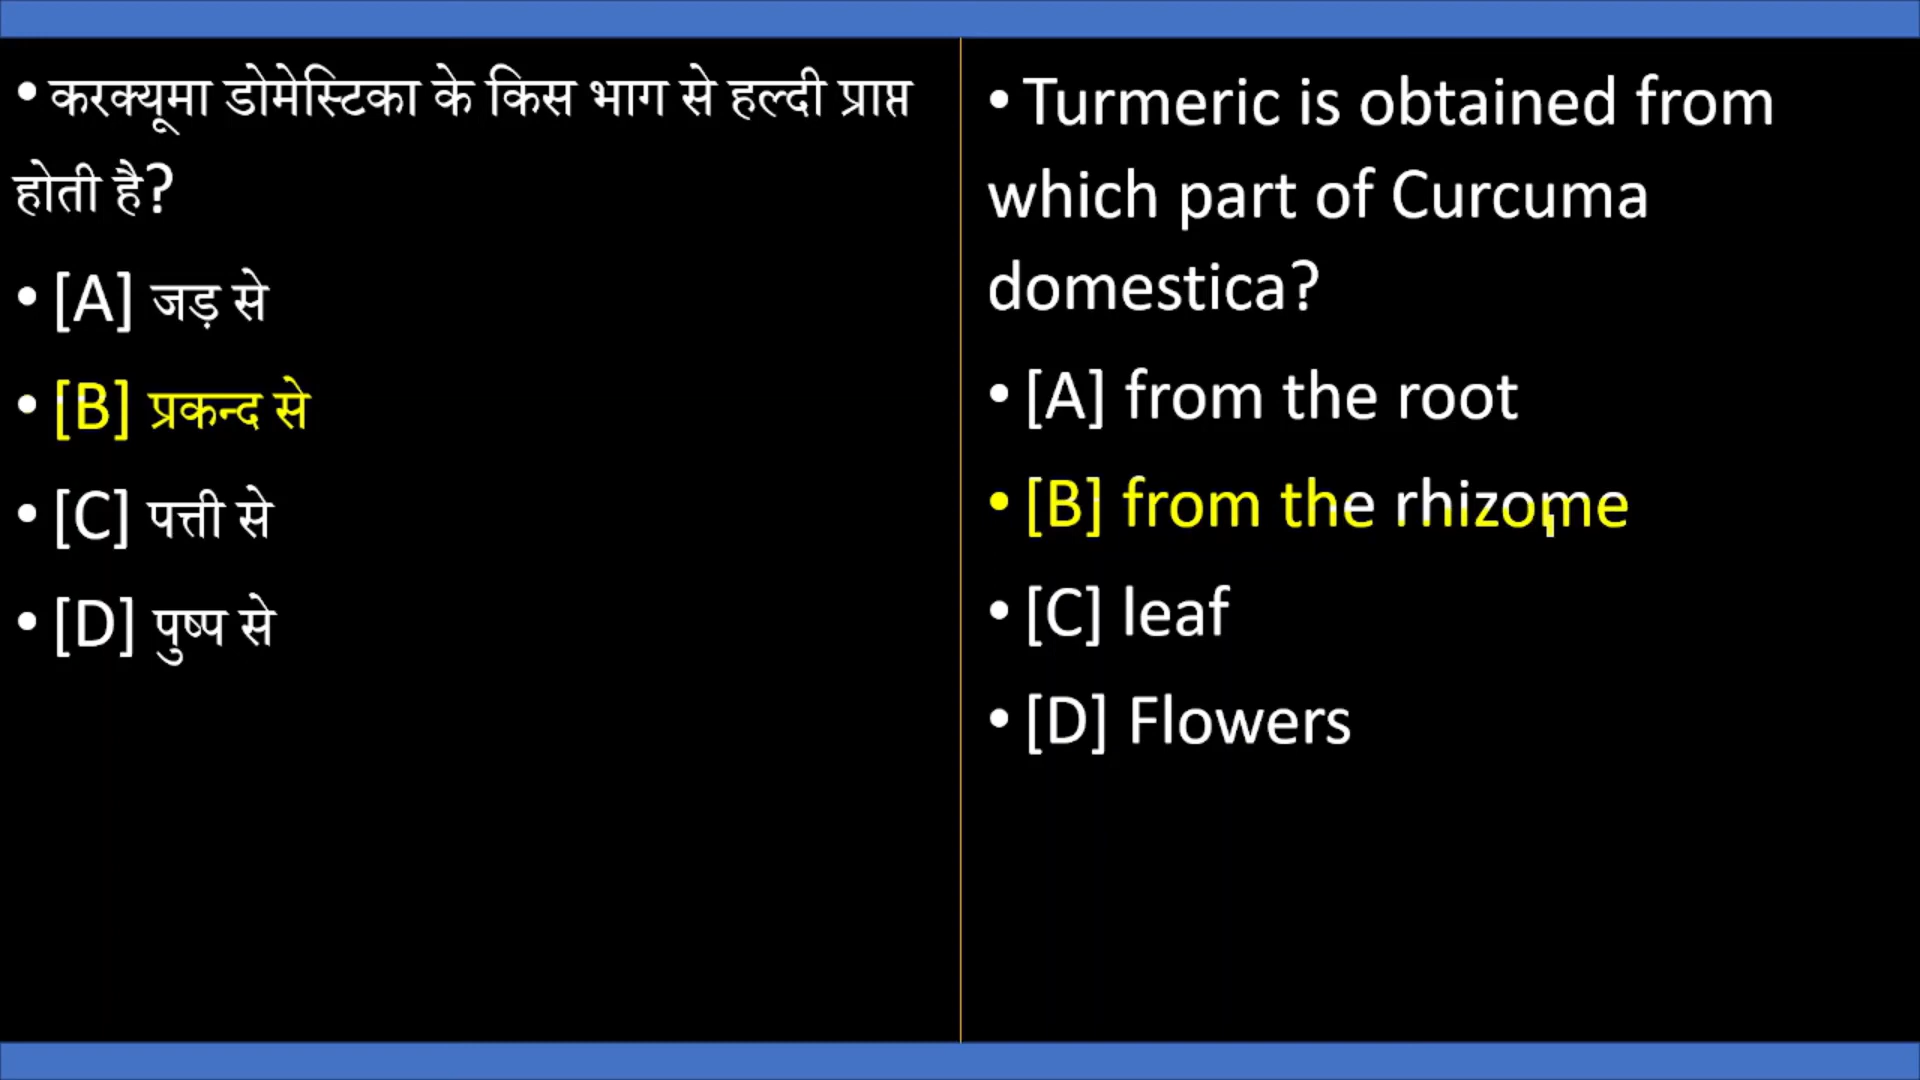 • करक्यूमा डोमेस्टिका के किस भाग से हल्दी प्राप्त
होती है?
• [A] जड़ से
• [B] प्रकन्द से
• [C] पत्ती से
• [D] पुष्प से
• Turmeric is obtained from
which part of Curcuma
domestica?
• [A] from the root
• [B] from the rhizome
• [C] leaf
• [D] Flowers